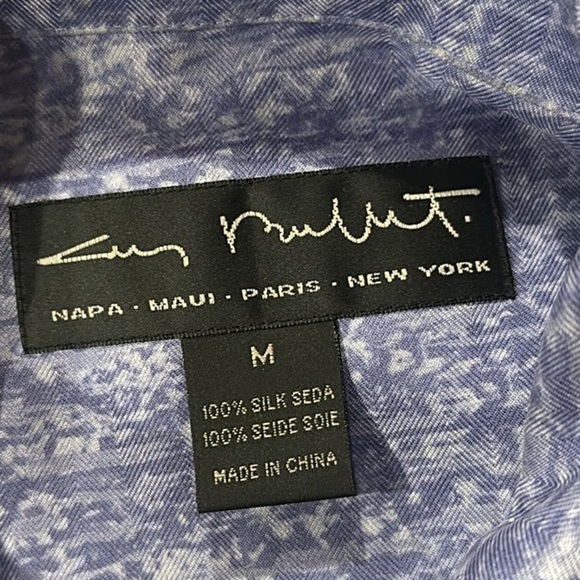 NAPA · MAUI · PARIS · NEW YORK
M
100% SILK SEDA
100% SEIDE SOIE
MADE IN CHINA